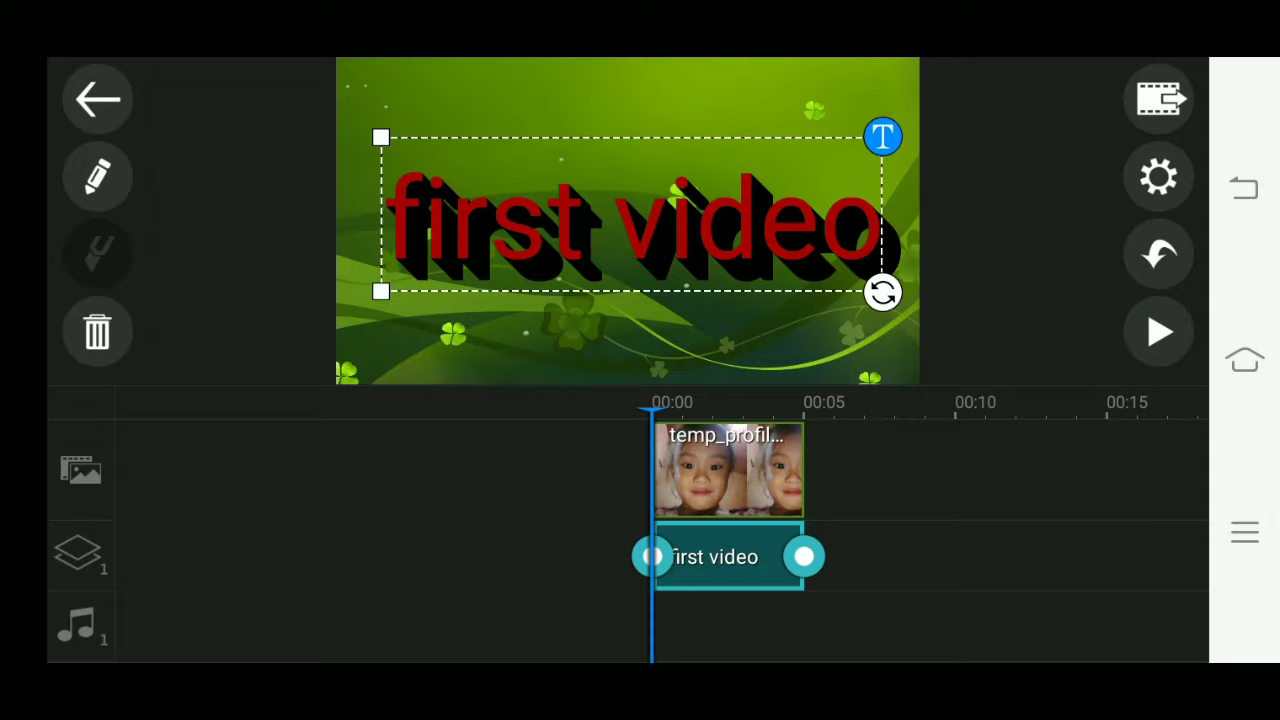 T
first video
00:00
00:05
00:10
00:15
temp_profil...
first video
1
1